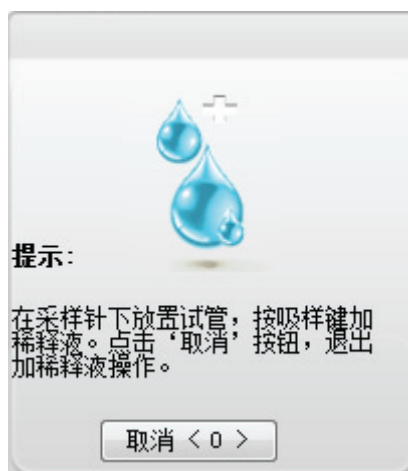 提示:
在采样针下放置试管，按吸样键加
稀释液。点击‘取消’按钮，退出
加稀释液操作。
取消 < 0 >